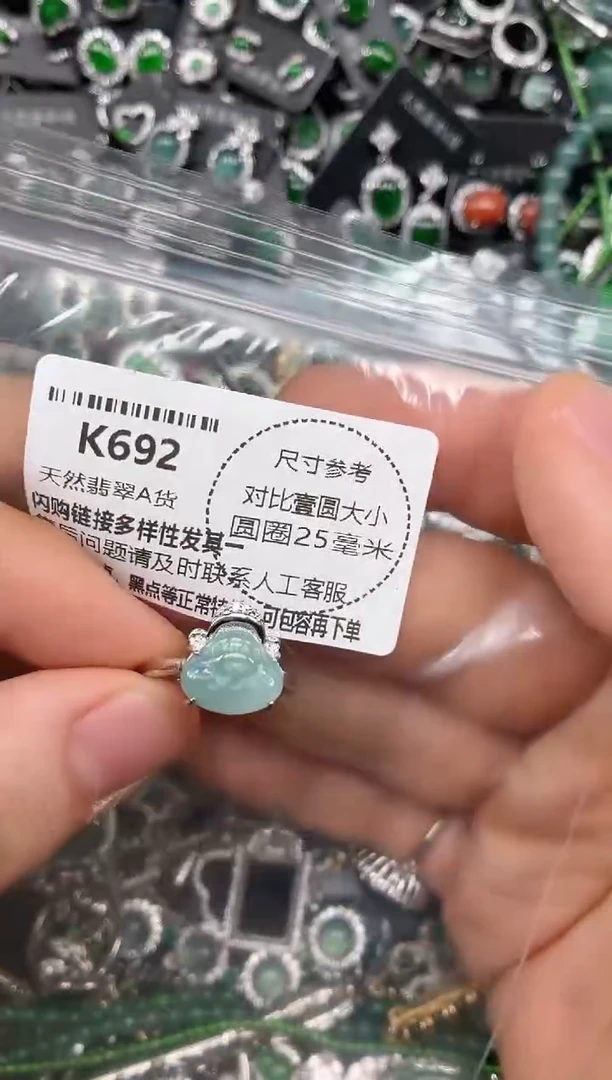 K692
天然翡翠A货
闪购链接多样性发其一
问题请及时联系人工客服
黑点等正常特
可包容再下单
尺寸参考
对比壹圆大小
圆圈25毫米